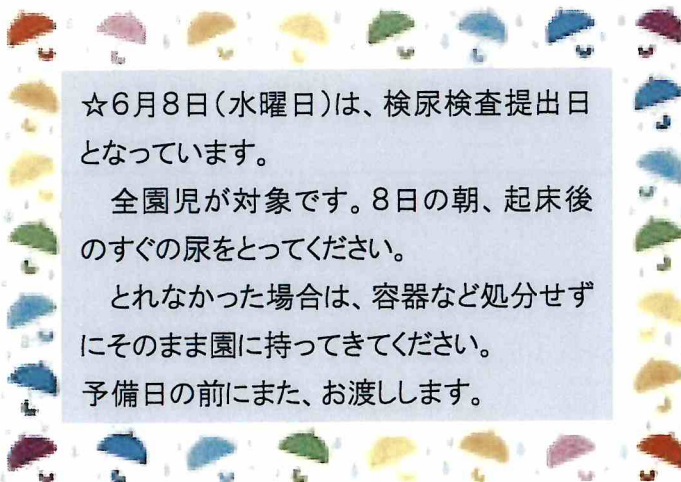 ☆6月8日(水曜日)は、検尿検査提出日
となっています。
　全園児が対象です。8日の朝、起床後
のすぐの尿をとってください。
　とれなかった場合は、容器など処分せず
にそのまま園に持ってきてください。
予備日の前にまた、お渡しします。